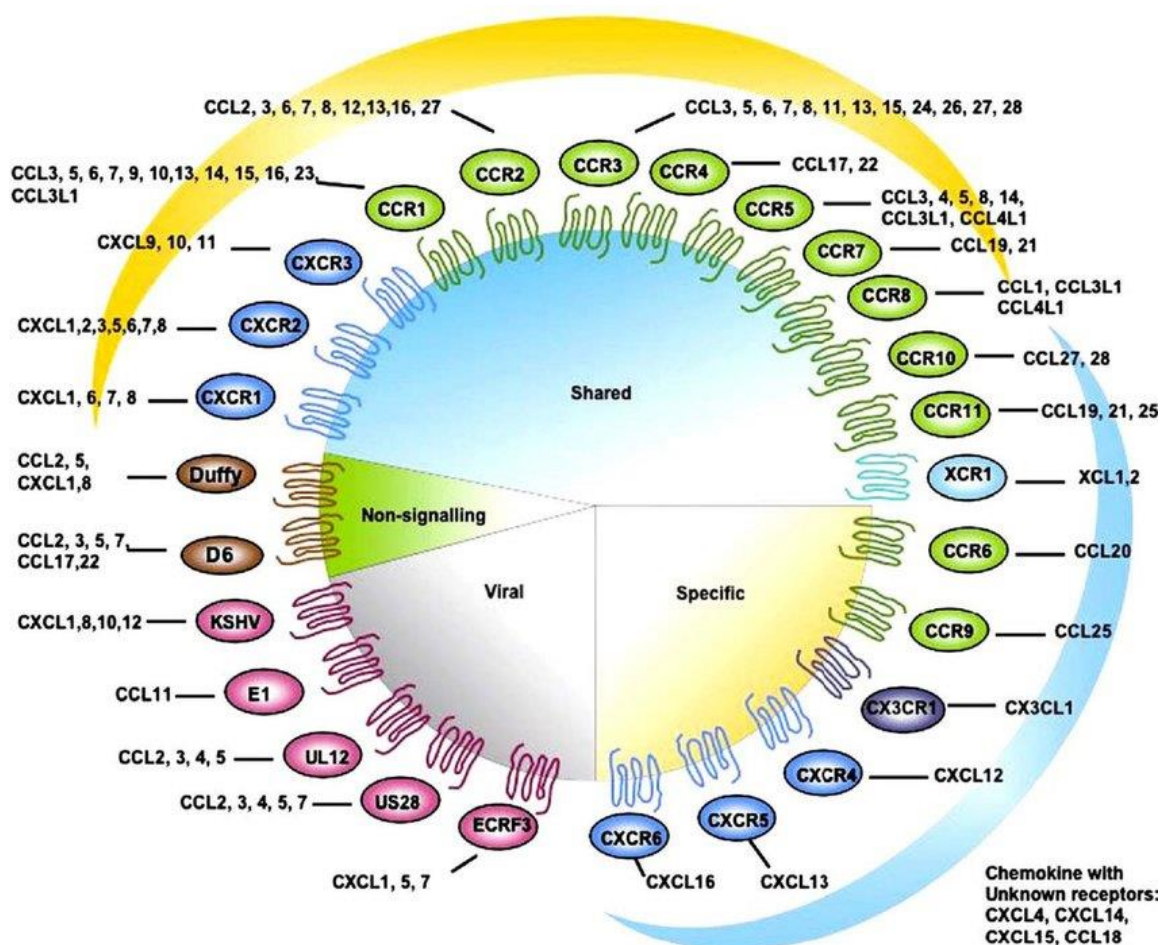 CCL2, 3, 6, 7, 8, 12,13,16, 27
CCL3, 5, 6, 7, 8, 11, 13, 15, 24, 26, 27, 28
CCR2
CCR3
CCR4
CCL17, 22
CCL3, 5, 6, 7, 9, 10,13, 14, 15, 16, 23,
CCL3L1
CCR1
CCR5
CCL3, 4, 5, 8, 14,
CCL3L1, CCL4L1
CXCL9, 10, 11
CXCR3
CCR7
CCL19, 21
CCR8
CCL1, CCL3L1
CCL4L1
CXCL1,2,3,5,6,7,8
CXCR2
CCR10
CCL27, 28
CXCL1, 6, 7, 8
CXCR1
Shared
CCR11
CCL19, 21, 25
CCL2, 5,
CXCL1,8
Duffy
XCR1
XCL1,2
Non-signalling
CCL2, 3, 5, 7,
CCL17,22
D6
CCR6
CCL20
Viral
Specific
CXCL1,8,10,12
KSHV
CCR9
CCL25
CCL11
E1
CX3CR1
CX3CL1
CCL2, 3, 4, 5
UL12
CXCR4
CXCL12
CCL2, 3, 4, 5, 7
US28
ECRF3
CXCR6
CXCR5
CXCL1, 5, 7
CXCL16
CXCL13
Chemokine with
Unknown receptors:
CXCL4, CXCL14,
CXCL15, CCL18